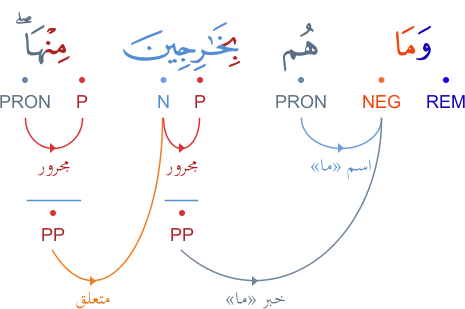 وَمَا هُم بِخَٰرِجِينَ مِنْهَا ۖ
REM NEG PRON P N P PRON
اسم «ما» مجرور مجرور
PP PP
خبر «ما» متعلق